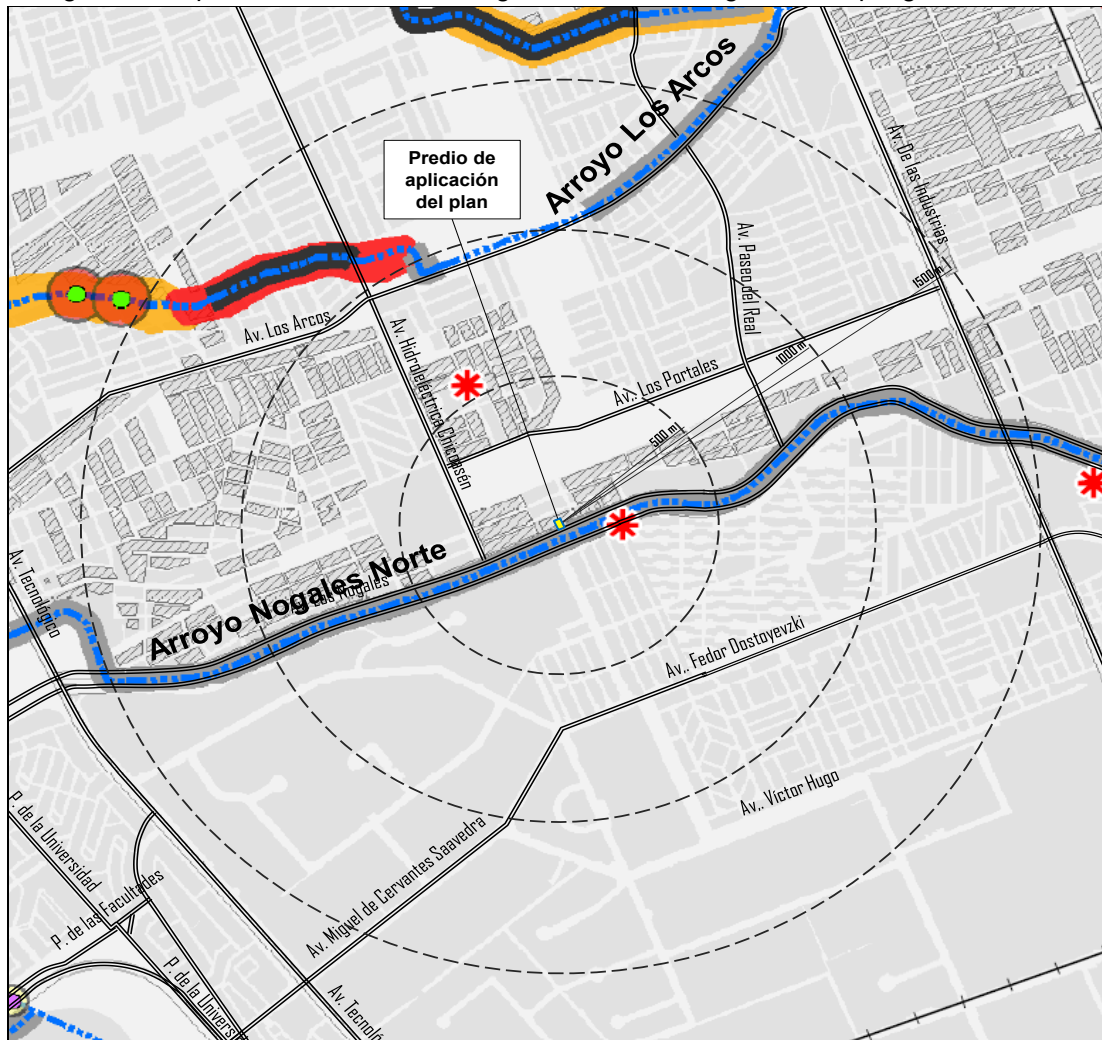 Arroyo Los Arcos
Predio de
aplicación
del plan
Av. De las Industrias
Av. Paseo del Real
1500 m
1000 m
500 m
Av. Los Arcos
Av. Hidroleléctrica Chicoasén
Av,. Los Portales
Arroyo Nogales Norte
Av. Los Nogales
Av. Tecnológico
Av,. Fedor Dostoyevzki
Av,. Víctor Hugo
Av. Miguel de Cervantes Saavedra
P. de la Universidad
P. de las Facultades
P. de la Univers
Av. Tecnoló